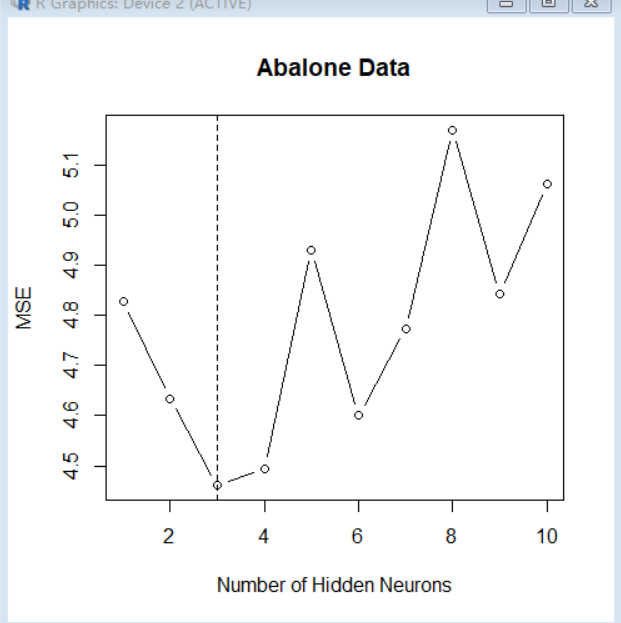 R Graphics: Device 2 (ACTIVE)
Abalone Data
5.1
5.0
4.9
4.8
4.7
4.6
4.5
MSE
2 4 6 8 10
Number of Hidden Neurons